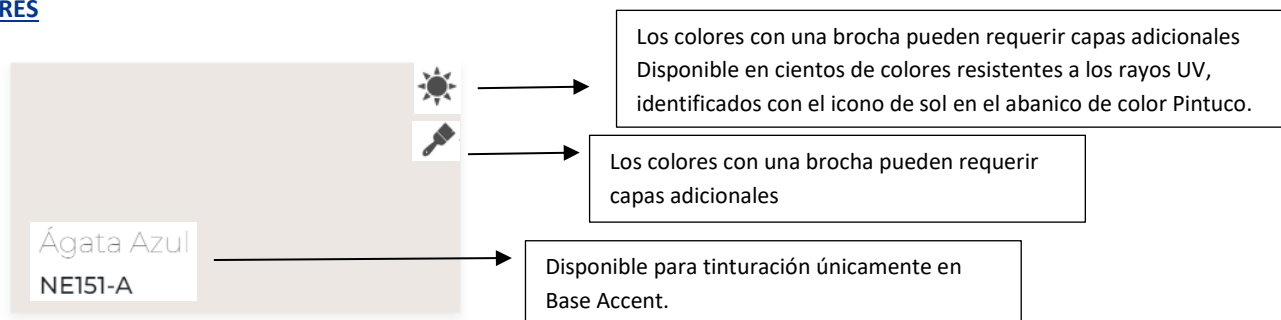 RES
Los colores con una brocha pueden requerir capas adicionales
Disponible en cientos de colores resistentes a los rayos UV,
identificados con el icono de sol en el abanico de color Pintuco.
Los colores con una brocha pueden requerir
capas adicionales
Ágata Azul
NE151-A
Disponible para tinturación únicamente en
Base Accent.